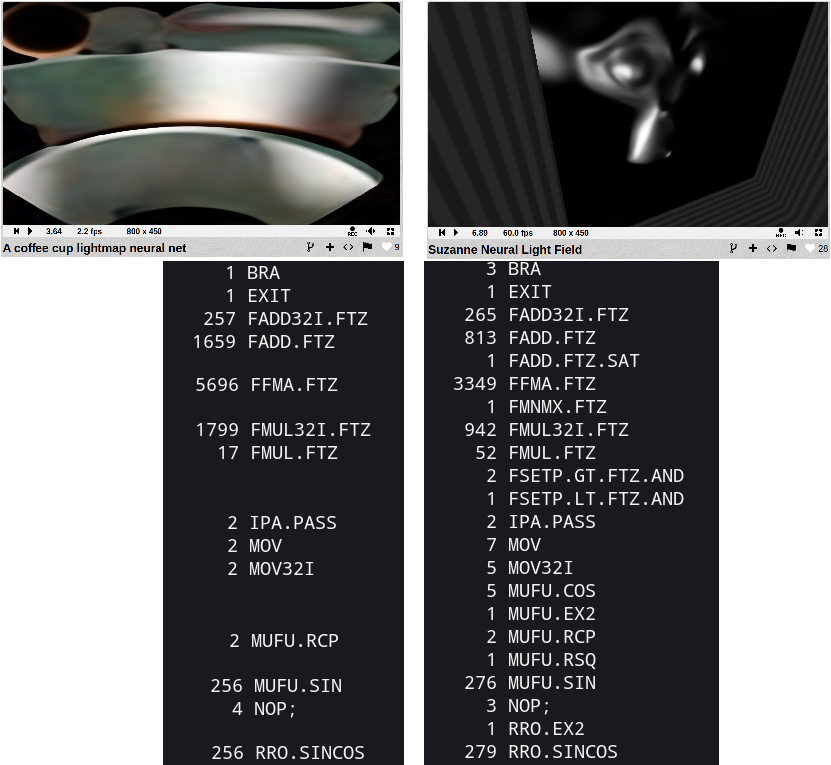 3.64 2.2 fps 800 x 450 REC
A coffee cup lightmap neural net 9
6.89 60.0 fps 800 x 450 REC
Suzanne Neural Light Field 28
1 BRA
1 EXIT
257 FADD32I.FTZ
1659 FADD.FTZ
5696 FFMA.FTZ
1799 FMUL32I.FTZ
17 FMUL.FTZ
2 IPA.PASS
2 MOV
2 MOV32I
2 MUFU.RCP
256 MUFU.SIN
4 NOP;
256 RRO.SINCOS
3 BRA
1 EXIT
265 FADD32I.FTZ
813 FADD.FTZ
1 FADD.FTZ.SAT
3349 FFMA.FTZ
1 FMNMX.FTZ
942 FMUL32I.FTZ
52 FMUL.FTZ
2 FSETP.GT.FTZ.AND
1 FSETP.LT.FTZ.AND
2 IPA.PASS
7 MOV
5 MOV32I
5 MUFU.COS
1 MUFU.EX2
2 MUFU.RCP
1 MUFU.RSQ
276 MUFU.SIN
3 NOP;
1 RRO.EX2
279 RRO.SINCOS